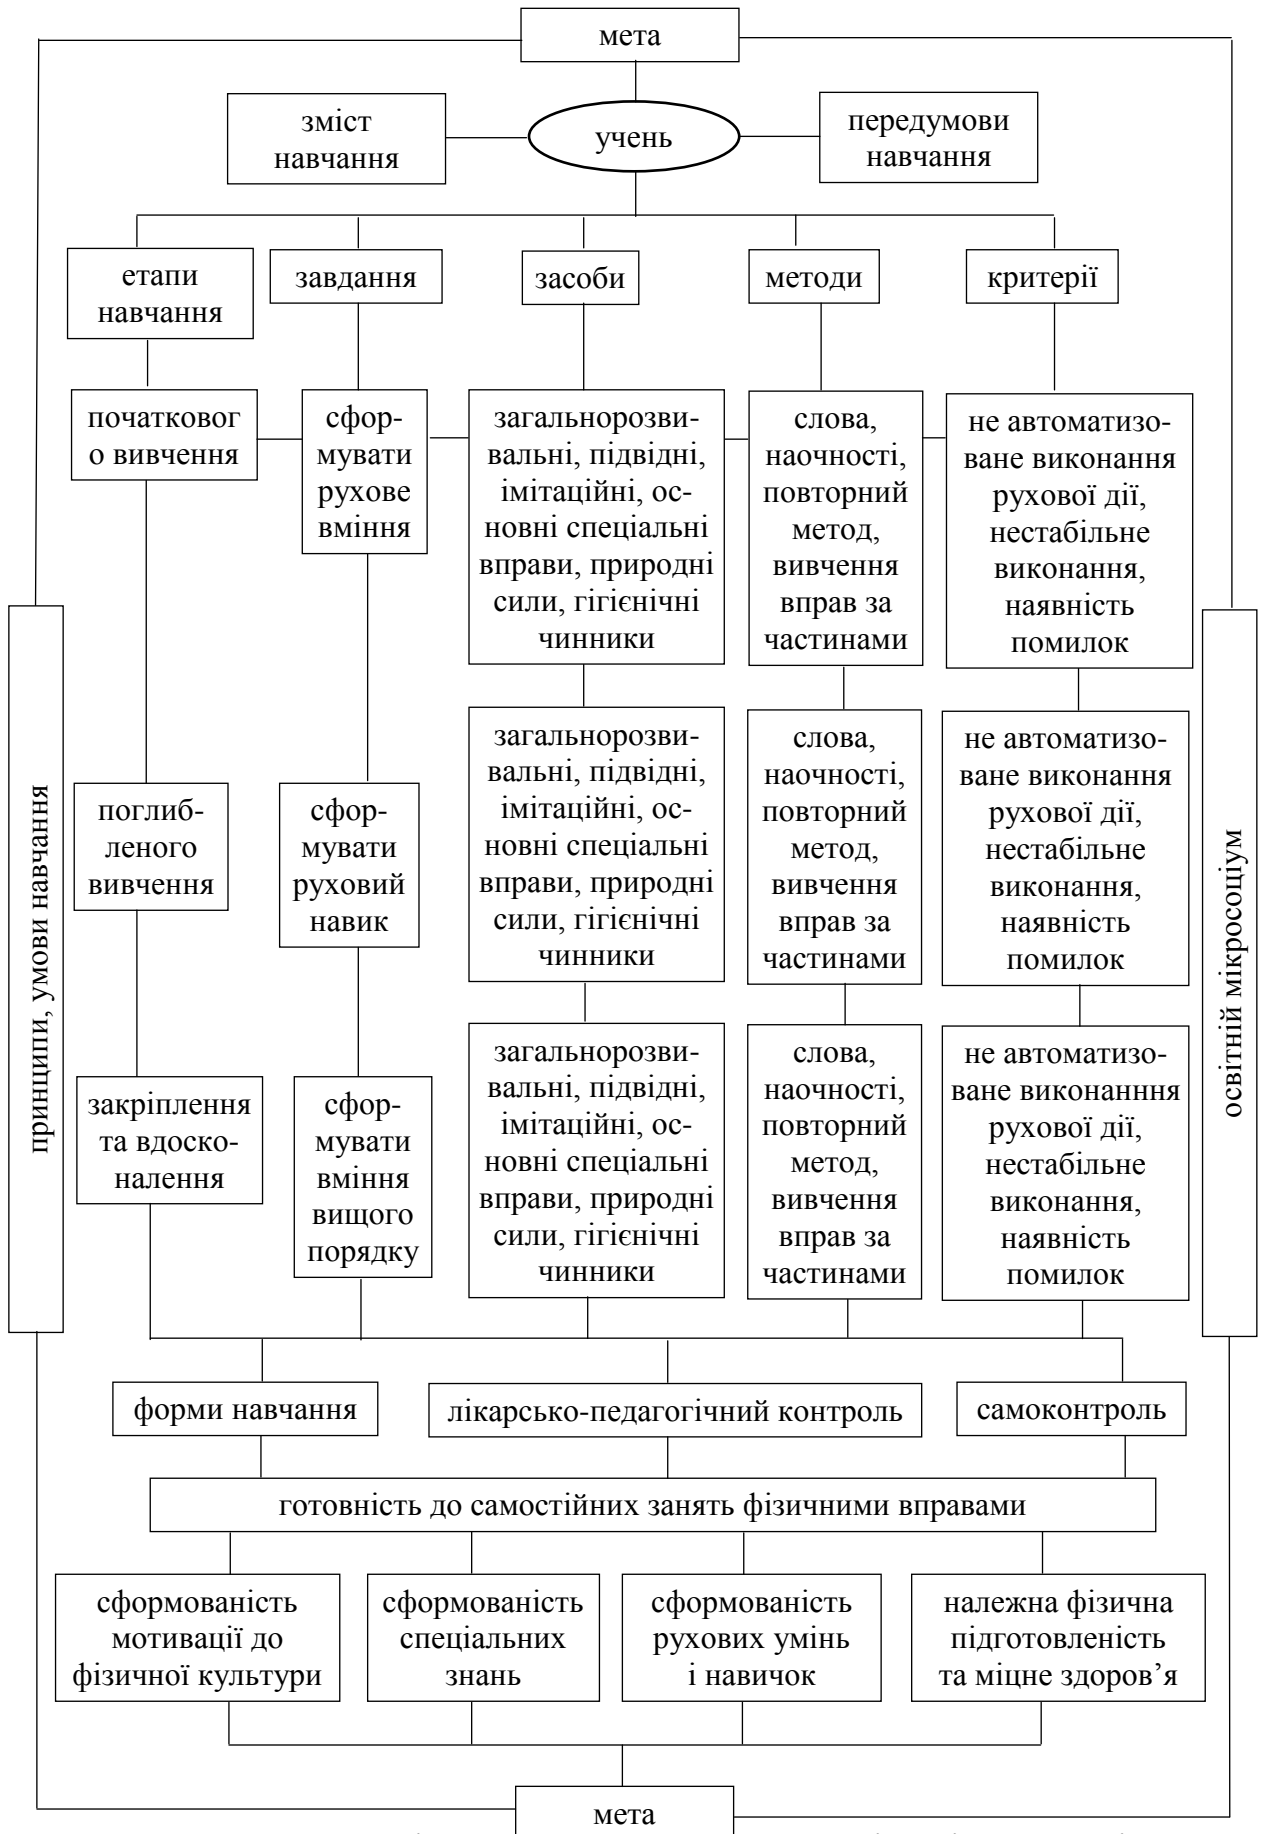 мета
зміст
навчання
учень
передумови
навчання
етапи
навчання
завдання
засоби
методи
критерії
початковог
о вивчення
сфор-
мувати
рухове
вміння
загальнорозви-
вальні, підвідні,
імітаційні, ос-
новні спеціальні
вправи, природні
сили, гігієнічні
чинники
слова,
наочності,
повторний
метод,
вивчення
вправ за
частинами
не автоматизо-
ване виконання
рухової дії,
нестабільне
виконання,
наявність
помилок
поглиб-
леного
вивчення
сфор-
мувати
руховий
навик
загальнорозви-
вальні, підвідні,
імітаційні, ос-
новні спеціальні
вправи, природні
сили, гігієнічні
чинники
слова,
наочності,
повторний
метод,
вивчення
вправ за
частинами
не автоматизо-
ване виконання
рухової дії,
нестабільне
виконання,
наявність
помилок
закріплення
та вдоско-
налення
сфор-
мувати
вміння
вищого
порядку
загальнорозви-
вальні, підвідні,
імітаційні, ос-
новні спеціальні
вправи, природні
сили, гігієнічні
чинники
слова,
наочності,
повторний
метод,
вивчення
вправ за
частинами
не автоматизо-
ване виконанння
рухової дії,
нестабільне
виконання,
наявність
помилок
принципи, умови навчання
освітній мікросоціум
форми навчання
лікарсько-педагогічний контроль
самоконтроль
готовність до самостійних занять фізичними вправами
сформованість
мотивації до
фізичної культури
сформованість
спеціальних
знань
сформованість
рухових умінь
і навичок
належна фізична
підготовленість
та міцне здоров’я
мета